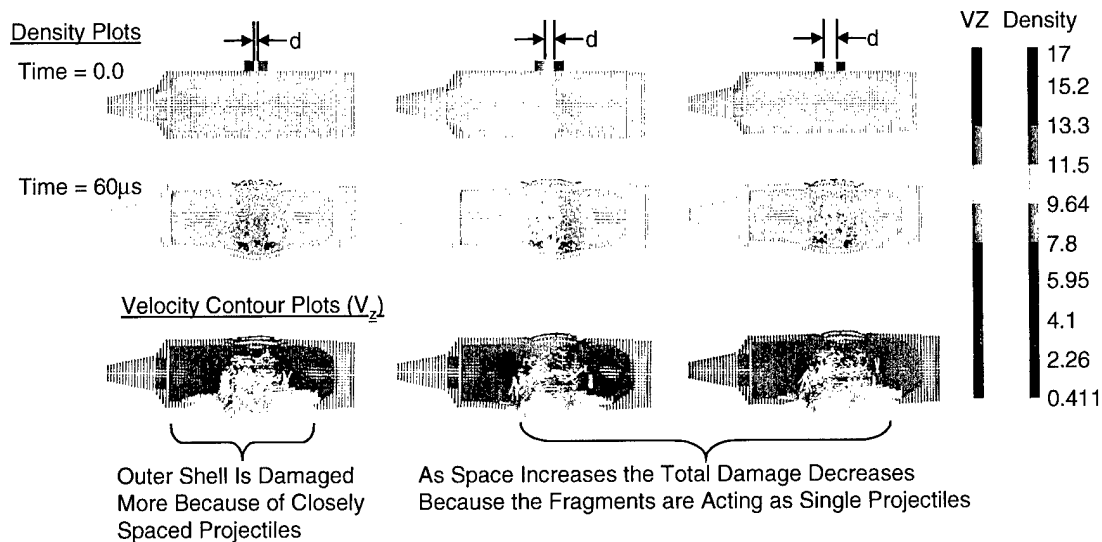 VZ Density
Density Plots
d d d
Time = 0.0
Time = 60µs
Velocity Contour Plots (Vz)
17
15.2
13.3
11.5
9.64
7.8
5.95
4.1
2.26
0.411
Outer Shell Is Damaged
More Because of Closely
Spaced Projectiles
As Space Increases the Total Damage Decreases
Because the Fragments are Acting as Single Projectiles